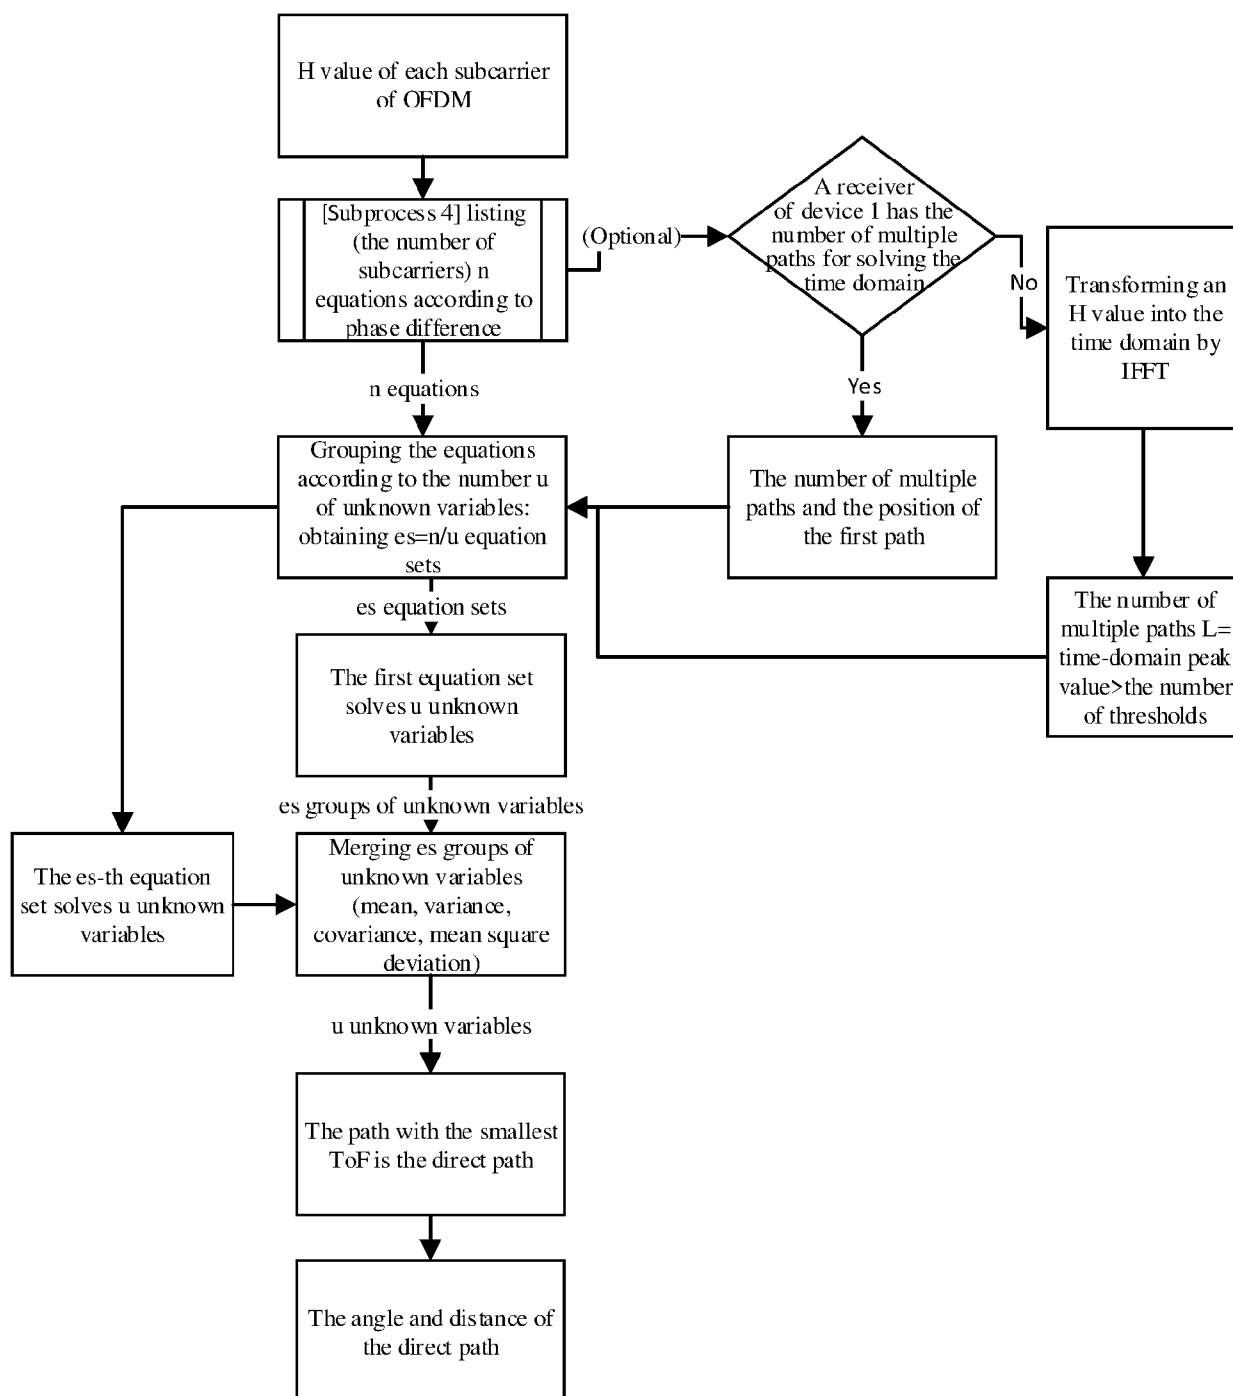 H value of each subcarrier
of OFDM
[Subprocess 4] listing
(the number of
subcarriers) n
equations according to
phase difference
(Optional)
A receiver
of device 1 has the
number of multiple
paths for solving the
time domain
No
Transforming an
H value into the
time domain by
IFFT
n equations
Yes
Grouping the equations
according to the number u
of unknown variables:
obtaining es=n/u equation
sets
The number of multiple
paths and the position of
the first path
The number of
multiple paths L=
time-domain peak
value>the number
of thresholds
es equation sets
The first equation set
solves u unknown
variables
es groups of unknown variables
The es-th equation
set solves u unknown
variables
Merging es groups of
unknown variables
(mean, variance,
covariance, mean square
deviation)
u unknown variables
The path with the smallest
ToF is the direct path
The angle and distance of
the direct path